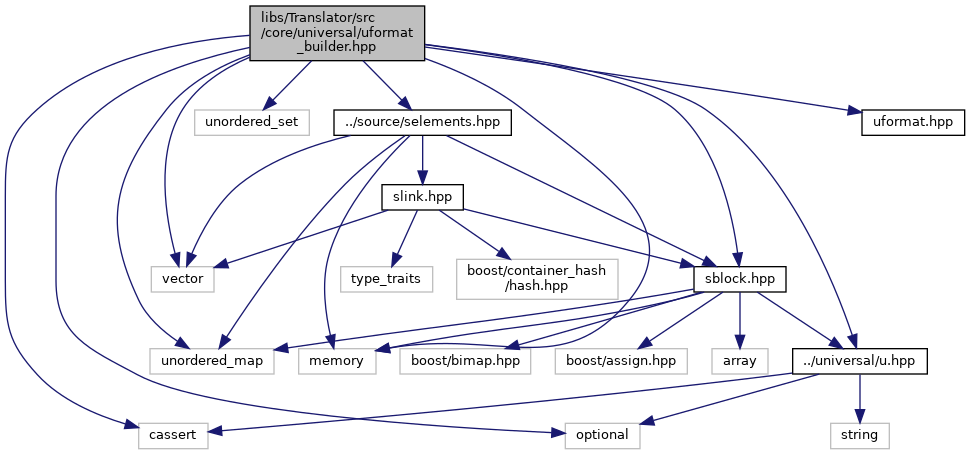 libs/Translator/src
/core/universal/uformat
_builder.hpp
unordered_set
../source/selements.hpp
uformat.hpp
slink.hpp
vector
type_traits
boost/container_hash
/hash.hpp
sblock.hpp
unordered_map
memory
boost/bimap.hpp
boost/assign.hpp
array
../universal/u.hpp
cassert
optional
string